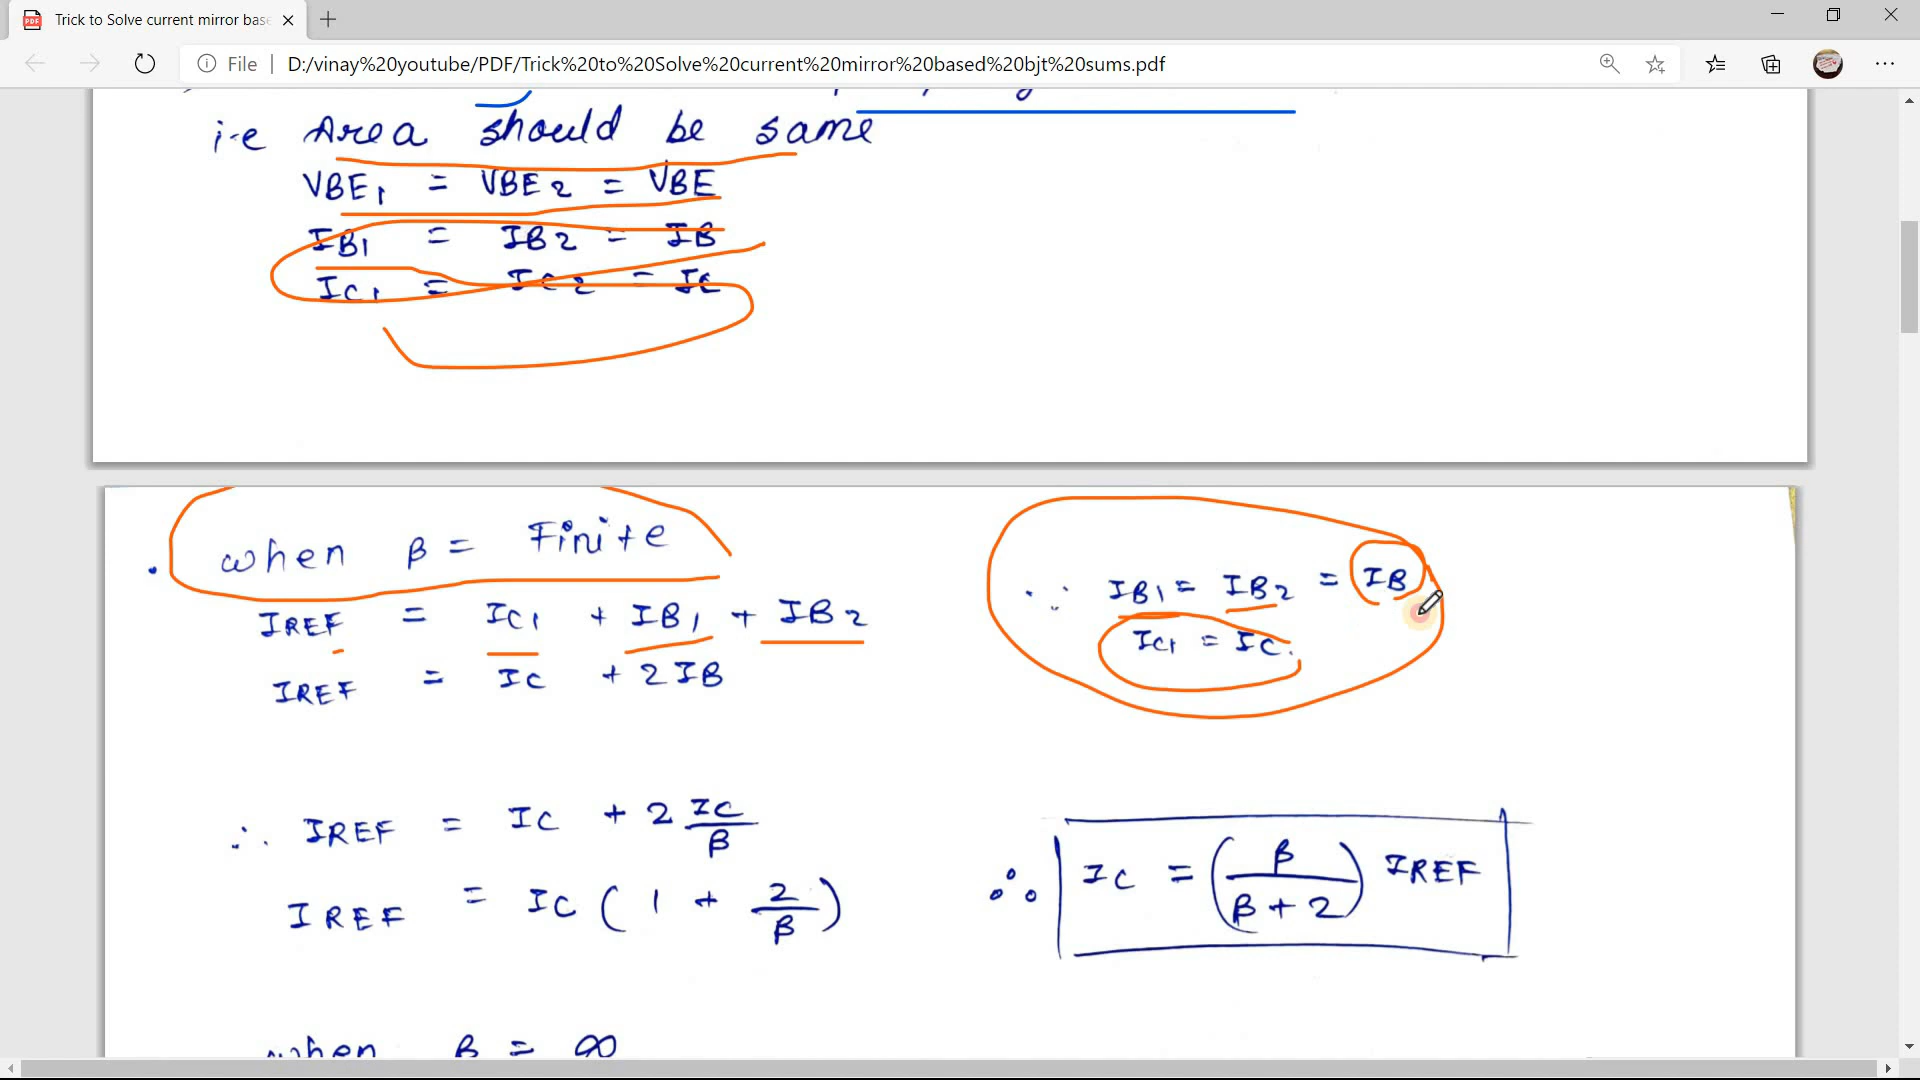 Trick to Solve current mirror base
File
D:/vinay%20youtube/PDF/Trick%20to%20Solve%20current%20mirror%20based%20bjt%20sums.pdf
i.e Area should be same
VBE1 = VBE2 = VBE
IB1 = IB2 = IB
IC1 = IC2 = IC
when β = Finite
IREF = IC1 + IB1 + IB2
∵ IB1 = IB2 = IB
IC1 = IC.
IREF = IC + 2IB
∴ IREF = IC + 2 IC/β
IREF = IC ( 1 + 2/β )
∴ IC = (β/β+2) IREF
when β = ∞